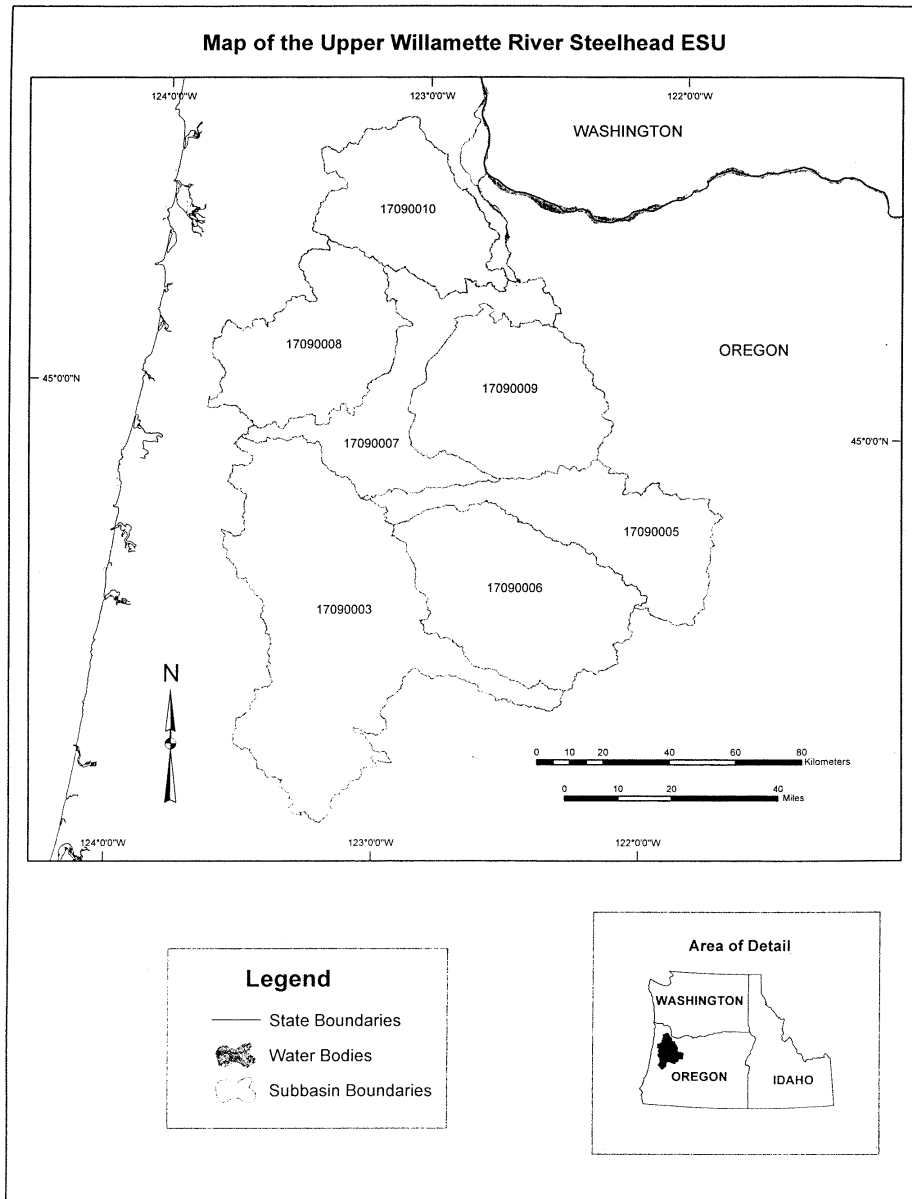 Map of the Upper Willamette River Steelhead ESU
124°0'0"W
123°0'0"W
122°0'0"W
WASHINGTON
17090010
17090008
OREGON
45°0'0"N
17090009
17090007
45°0'0"N
17090005
17090006
17090003
N
0 10 20 40 60 80
Kilometers
0 10 20 40
Miles
124°0'0"W
123°0'0"W
122°0'0"W
Legend
State Boundaries
Water Bodies
Subbasin Boundaries
Area of Detail
WASHINGTON
OREGON
IDAHO